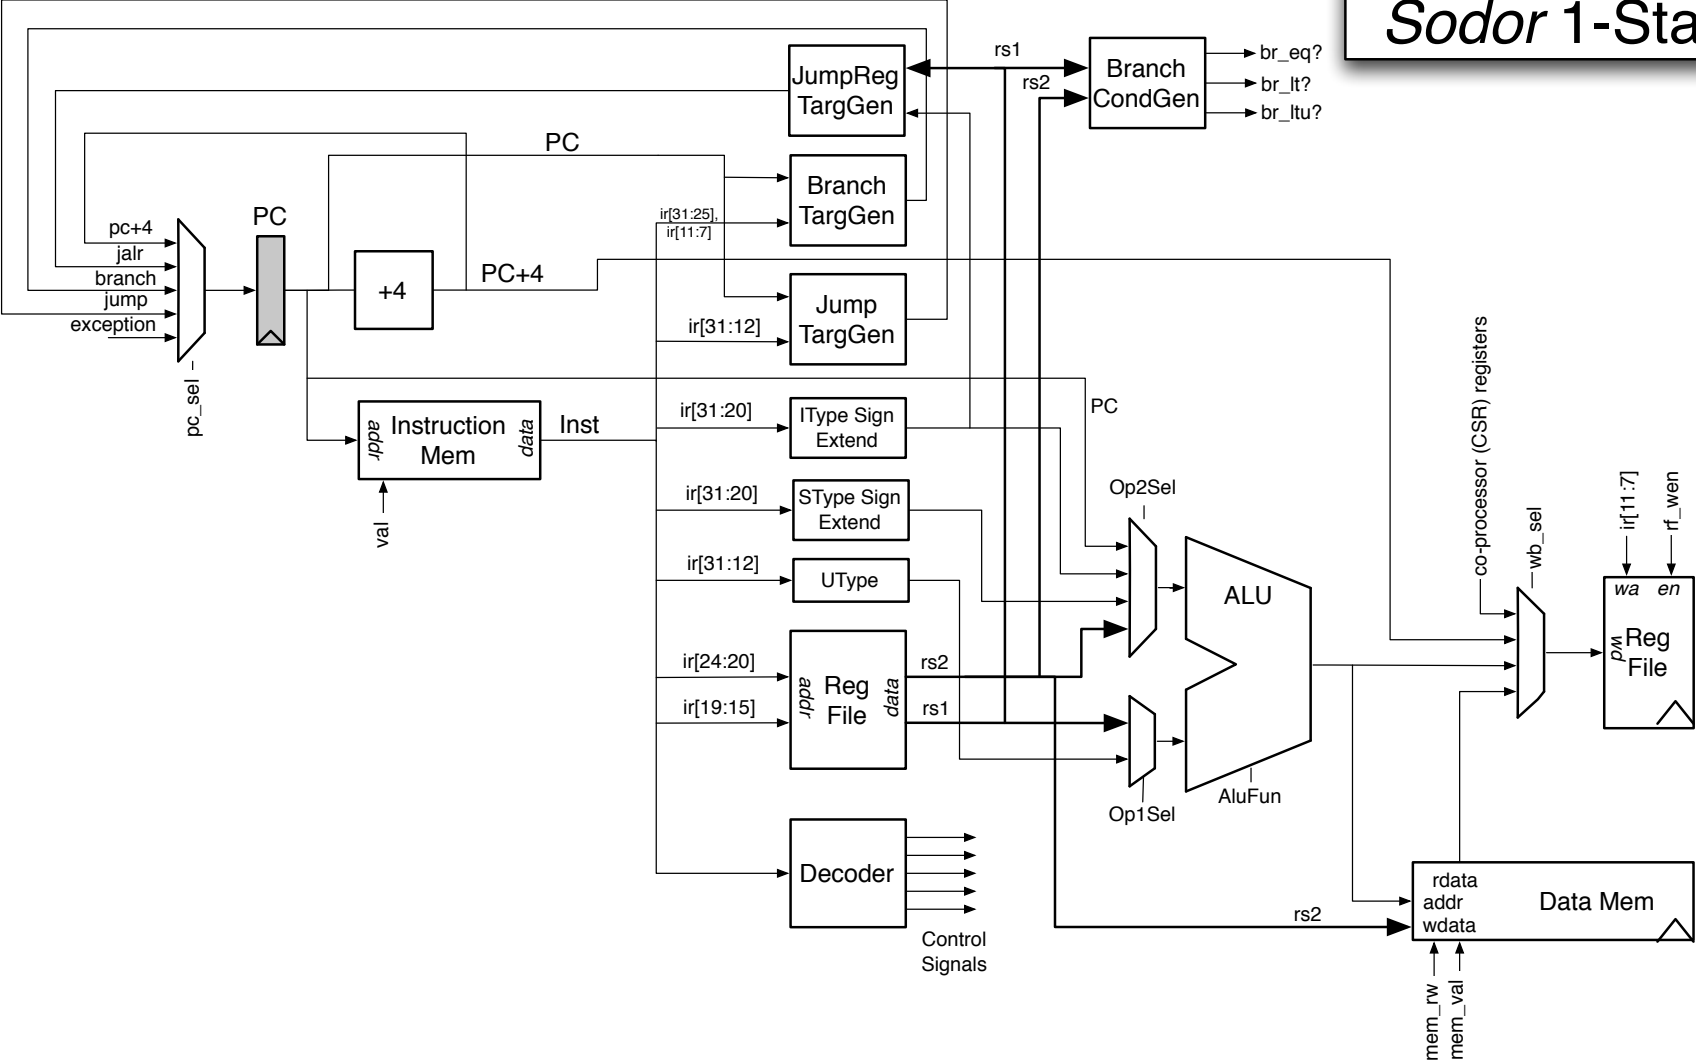 Sodor 1-Sta
rs1
br_eq?
JumpReg
TargGen
rs2
Branch
CondGen
br_lt?
br_ltu?
PC
Branch
TargGen
ir[31:25],
ir[11:7]
PC
pc+4
jalr
branch
jump
exception
+4
PC+4
Jump
TargGen
ir[31:12]
pc_sel
PC
ir[31:20]
IType Sign
Extend
addr
Instruction
Mem
data
Inst
val
ir[31:20]
SType Sign
Extend
Op2Sel
co-processor (CSR) registers
wb_sel
ir[11:7]
rf_wen
ir[31:12]
UType
ALU
wa
en
wd
Reg
File
ir[24:20]
ir[19:15]
addr
Reg
File
data
rs2
rs1
Op1Sel
AluFun
Decoder
Control
Signals
rs2
rdata
addr
wdata
Data Mem
mem_rw
mem_val